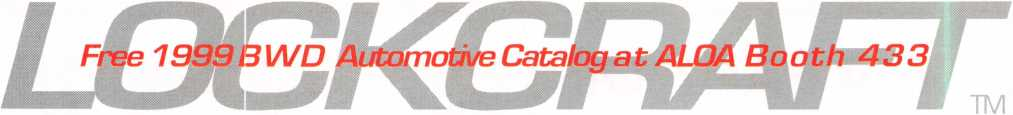 LOCKCRAFT TM
Free 1999 BWD Automotive Catalog at ALOA Booth 433